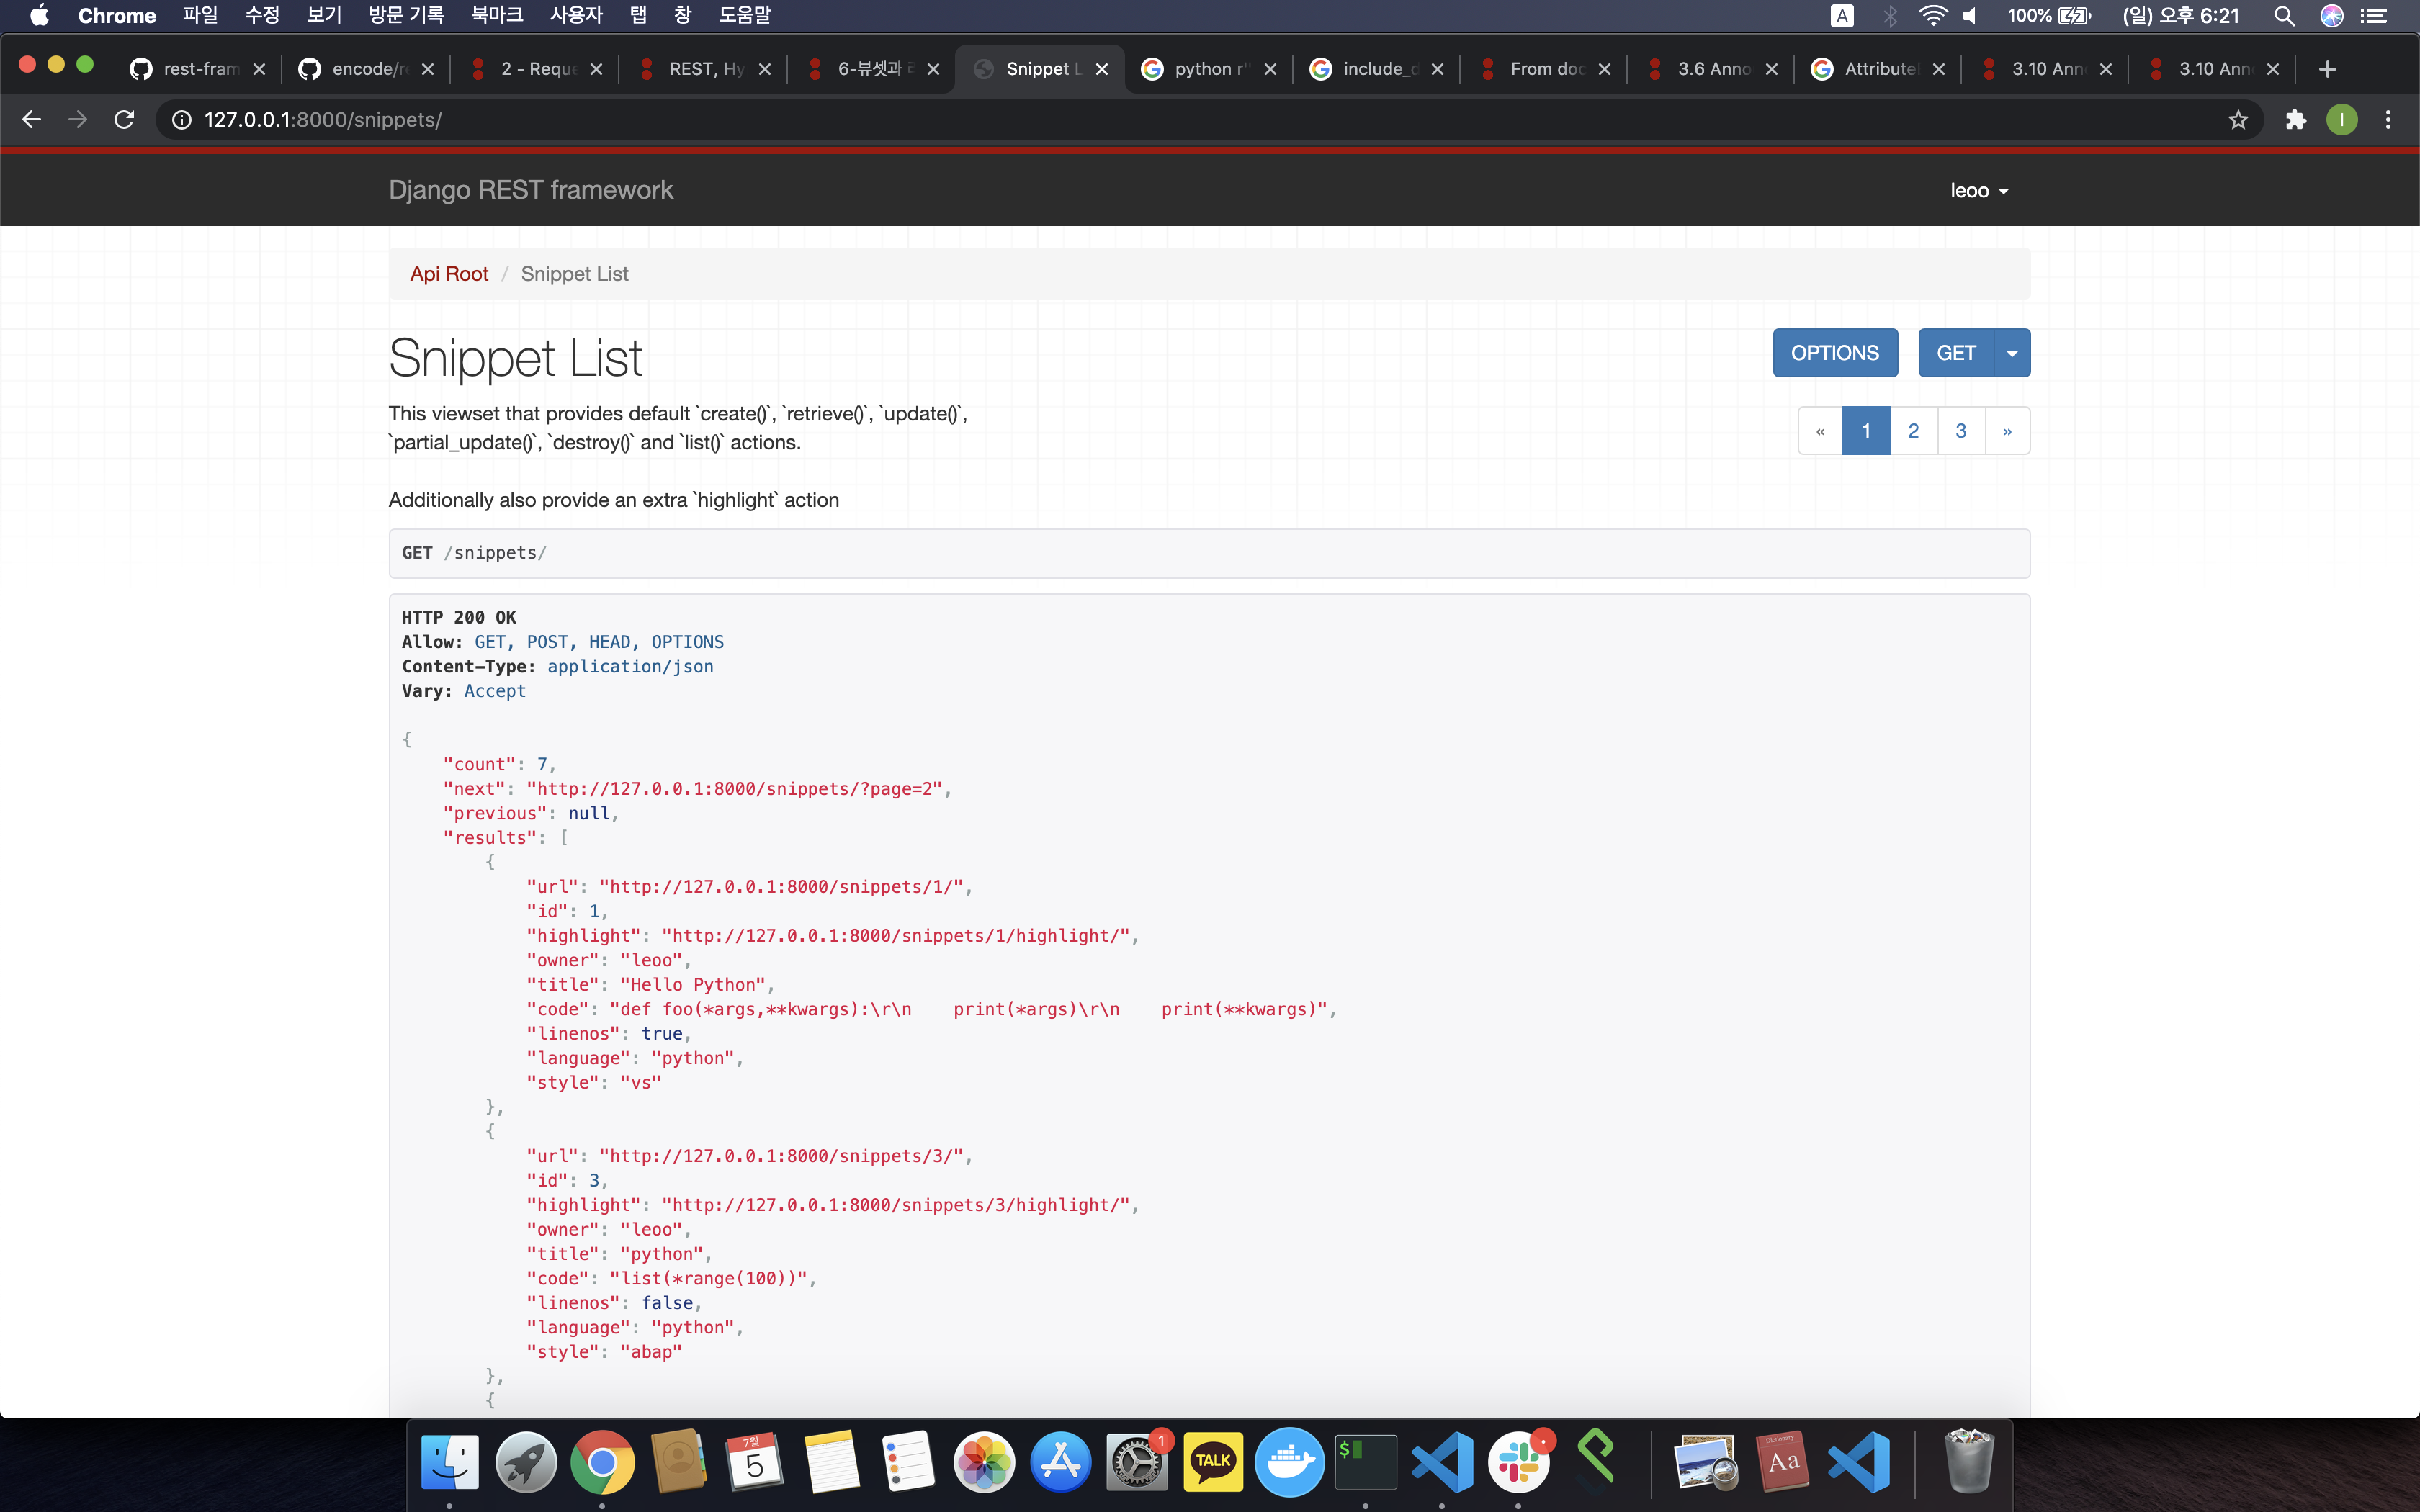 Chrome 파일 수정 보기 방문 기록 북마크 사용자 탭 창 도움말 A 100% (일) 오후 6:21
rest-fram encode/re 2 - Reque REST, Hy 6-뷰셋과 Snippet L python r" include_ From doc 3.6 Anno Attribute 3.10 Ann 3.10 Ann
127.0.0.1:8000/snippets/ I
Django REST framework leoo
Api Root / Snippet List
Snippet List OPTIONS GET
This viewset that provides default `create()`, `retrieve()`, `update()`,
`partial_update()`, `destroy()` and `list()` actions.
« 1 2 3 »
Additionally also provide an extra `highlight` action
GET /snippets/
HTTP 200 OK
Allow: GET, POST, HEAD, OPTIONS
Content-Type: application/json
Vary: Accept
{
"count": 7,
"next": "http://127.0.0.1:8000/snippets/?page=2",
"previous": null,
"results": [
{
"url": "http://127.0.0.1:8000/snippets/1/",
"id": 1,
"highlight": "http://127.0.0.1:8000/snippets/1/highlight/",
"owner": "leoo",
"title": "Hello Python",
"code": "def foo(*args,**kwargs):\r\n    print(*args)\r\n    print(**kwargs)",
"linenos": true,
"language": "python",
"style": "vs"
},
{
"url": "http://127.0.0.1:8000/snippets/3/",
"id": 3,
"highlight": "http://127.0.0.1:8000/snippets/3/highlight/",
"owner": "leoo",
"title": "python",
"code": "list(*range(100))",
"linenos": false,
"language": "python",
"style": "abap"
},
{
7월
5
1
TALK
$
Dictionary
Aa